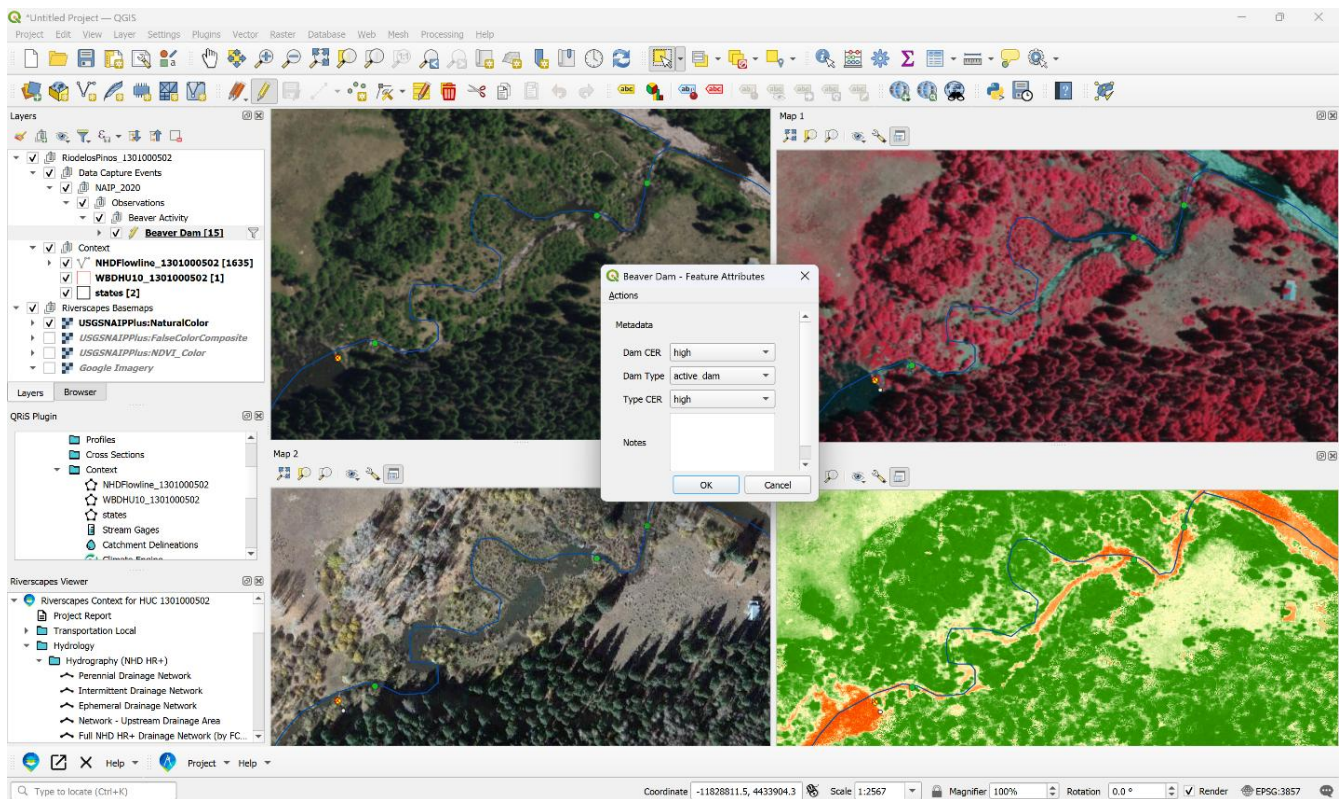 *Untitled Project — QGIS
Project Edit View Layer Settings Plugins Vector Raster Database Web Mesh Processing Help
Layers
RiodelosPinos_1301000502
Data Capture Events
NAIP_2020
Observations
Beaver Activity
Beaver Dam [15]
Context
NHDFlowline_1301000502 [1635]
WBDHU10_1301000502 [1]
states [2]
Riverscapes Basemaps
USGSNAIPPlus:NaturalColor
USGSNAIPPlus:FalseColorComposite
USGSNAIPPlus:NDVI_Color
Google Imagery
Layers Browser
QRiS Plugin
Profiles
Cross Sections
Context
NHDFlowline_1301000502
WBDHU10_1301000502
states
Stream Gages
Catchment Delineations
Climate Engine
Riverscapes Viewer
Riverscapes Context for HUC 1301000502
Project Report
Transportation Local
Hydrology
Hydrography (NHD HR+)
Perennial Drainage Network
Intermittent Drainage Network
Ephemeral Drainage Network
Network - Upstream Drainage Area
Full NHD HR+ Drainage Network (by FC...
Map 1
Map 2
Beaver Dam - Feature Attributes
Actions
Metadata
Dam CER high
Dam Type active dam
Type CER high
Notes
OK Cancel
Help Project Help
Type to locate (Ctrl+K)
Coordinate -11828811.5, 4433904.3 Scale 1:2567 Magnifier 100% Rotation 0.0 ° Render EPSG:3857